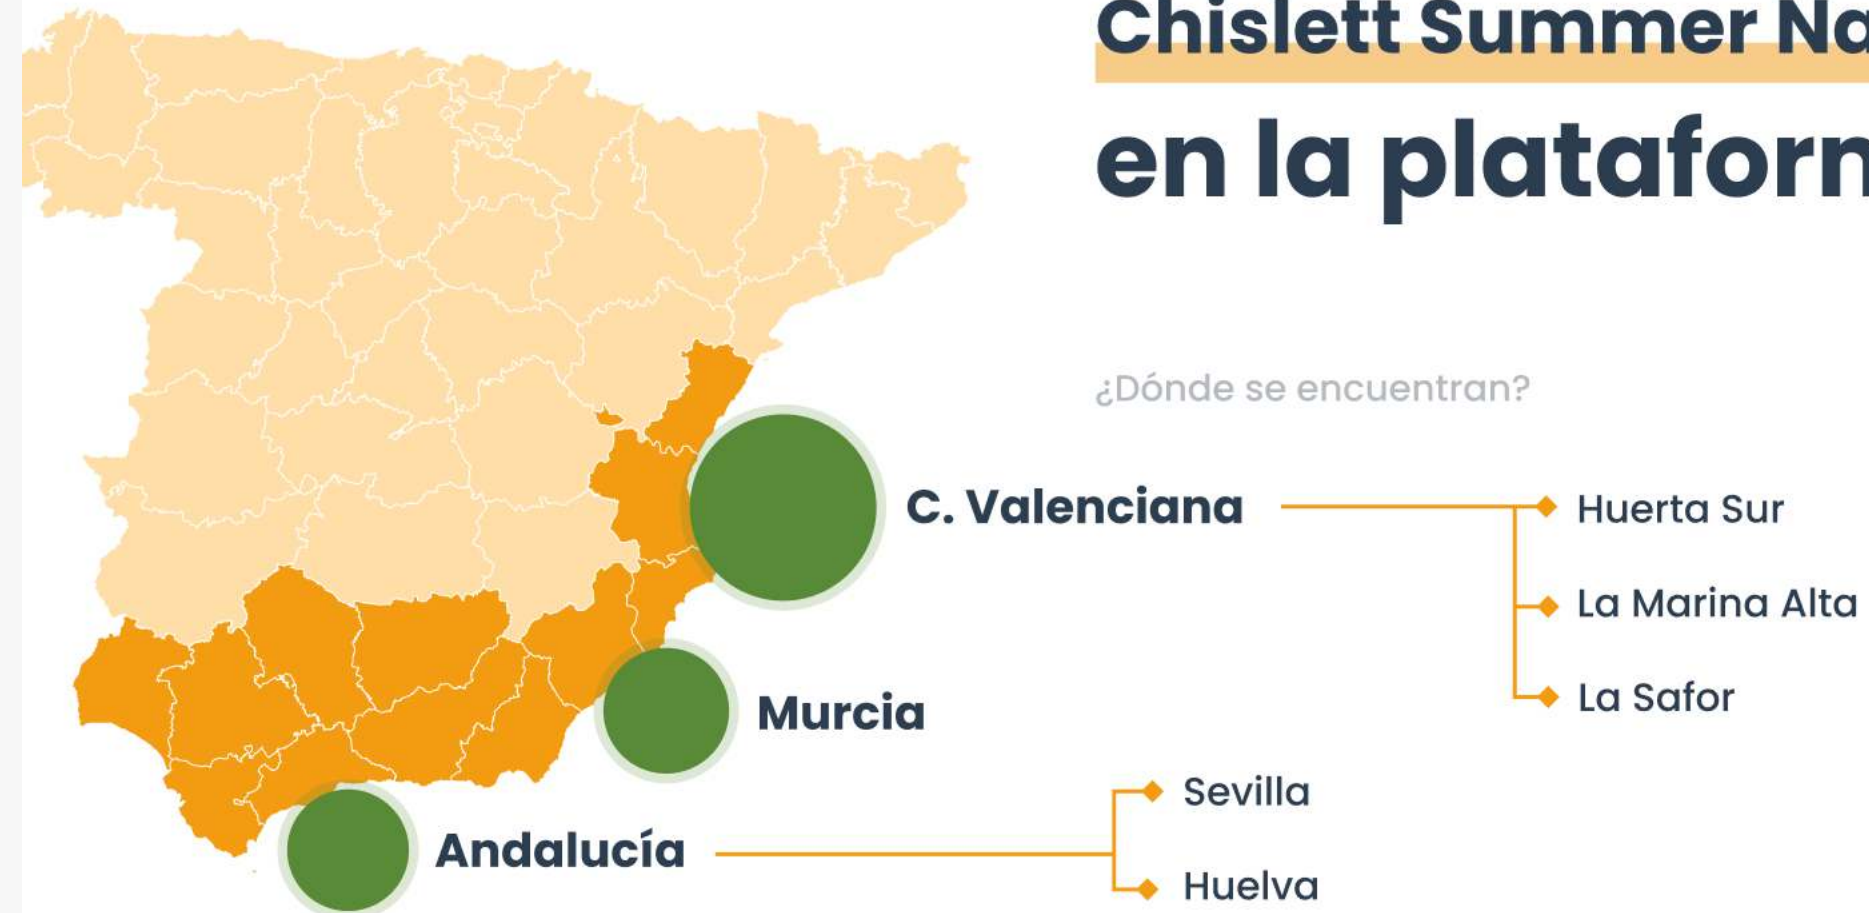 Chislett Summer Na
en la plataform
¿Dónde se encuentran?
C. Valenciana
Huerta Sur
La Marina Alta
La Safor
Murcia
Andalucía
Sevilla
Huelva